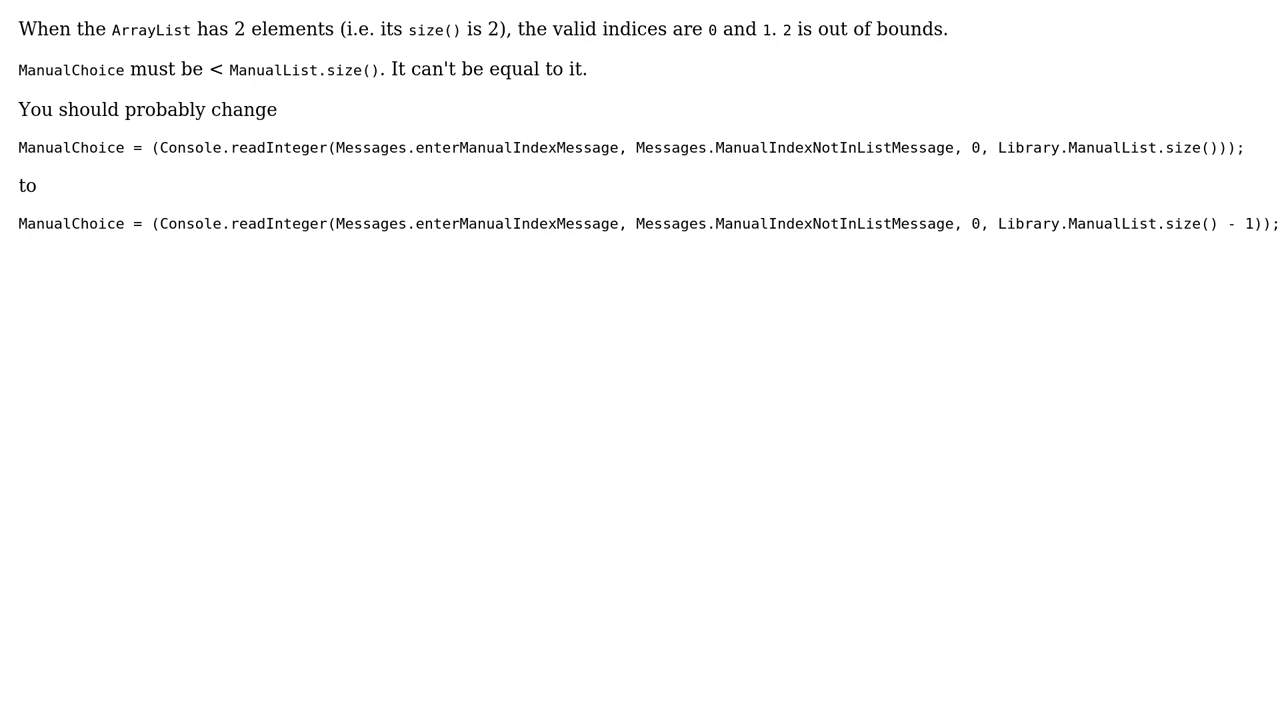 When the ArrayList has 2 elements (i.e. its size() is 2), the valid indices are 0 and 1. 2 is out of bounds.
ManualChoice must be < ManualList.size(). It can't be equal to it.
You should probably change
ManualChoice = (Console.readInteger(Messages.enterManualIndexMessage, Messages.ManualIndexNotInListMessage, 0, Library.ManualList.size()));
to
ManualChoice = (Console.readInteger(Messages.enterManualIndexMessage, Messages.ManualIndexNotInListMessage, 0, Library.ManualList.size() - 1));